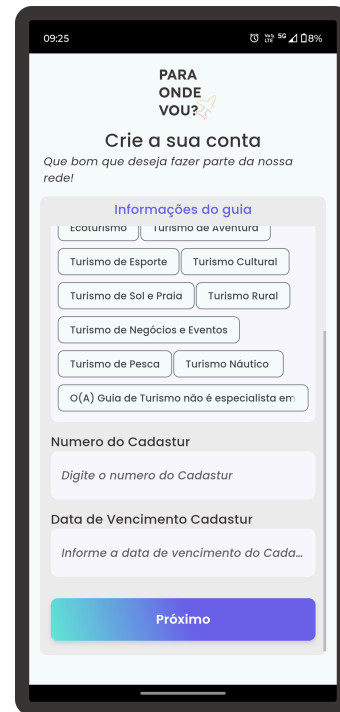 09:25
VoLTE 5G 8%
PARA
ONDE
VOU?
Crie a sua conta
Que bom que deseja fazer parte da nossa
rede!
Informações do guia
Ecoturismo Turismo de Aventura
Turismo de Esporte Turismo Cultural
Turismo de Sol e Praia Turismo Rural
Turismo de Negócios e Eventos
Turismo de Pesca Turismo Náutico
O(A) Guia de Turismo não é especialista em
Numero do Cadastur
Digite o numero do Cadastur
Data de Vencimento Cadastur
Informe a data de vencimento do Cada...
Próximo